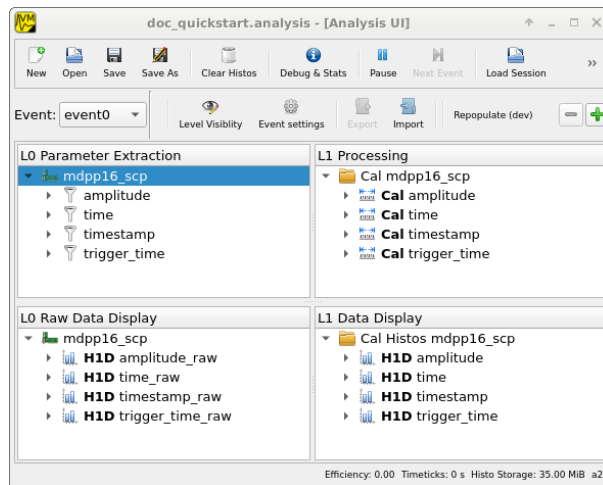 VM
doc_quickstart.analysis - [Analysis UI]
New Open Save Save As Clear Histos Debug & Stats Pause Next Event Load Session »
Event: event0 Level Visiblity Event settings Export Import Repopulate (dev)
L0 Parameter Extraction
mdpp16_scp
amplitude
time
timestamp
trigger_time
L1 Processing
Cal mdpp16_scp
Cal amplitude
Cal time
Cal timestamp
Cal trigger_time
L0 Raw Data Display
mdpp16_scp
H1D amplitude_raw
H1D time_raw
H1D timestamp_raw
H1D trigger_time_raw
L1 Data Display
Cal Histos mdpp16_scp
H1D amplitude
H1D time
H1D timestamp
H1D trigger_time
Efficiency: 0.00 Timeticks: 0 s Histo Storage: 35.00 MiB a2